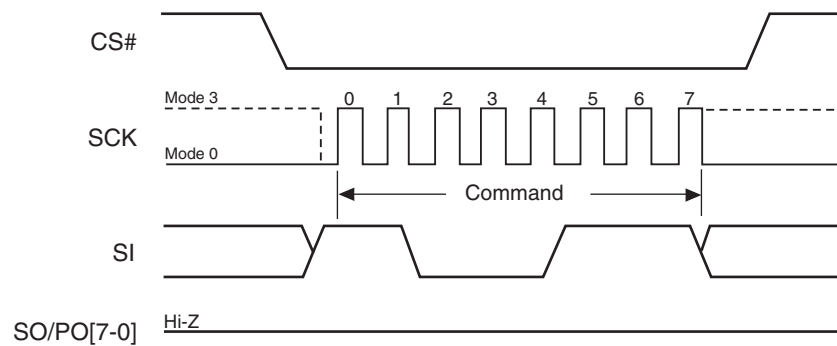 CS#
Mode 3
0 1 2 3 4 5 6 7
SCK
Mode 0
Command
SI
Hi-Z
SO/PO[7-0]